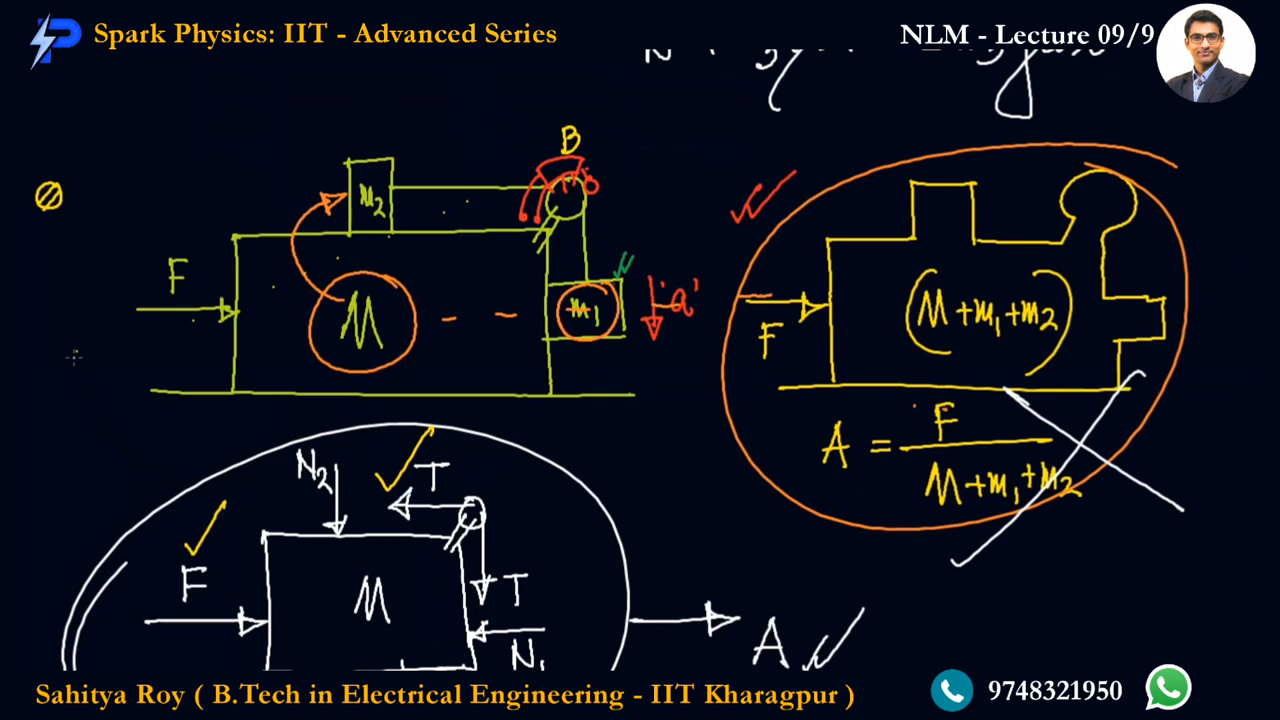 Spark Physics: IIT - Advanced Series
NLM - Lecture 09/9
B
m2
F
M
m1
'a'
F
(M+m1+m2)
A = F / M+m1+m2
N2
T
F
M
T
N1
A
Sahitya Roy ( B.Tech in Electrical Engineering - IIT Kharagpur )
9748321950